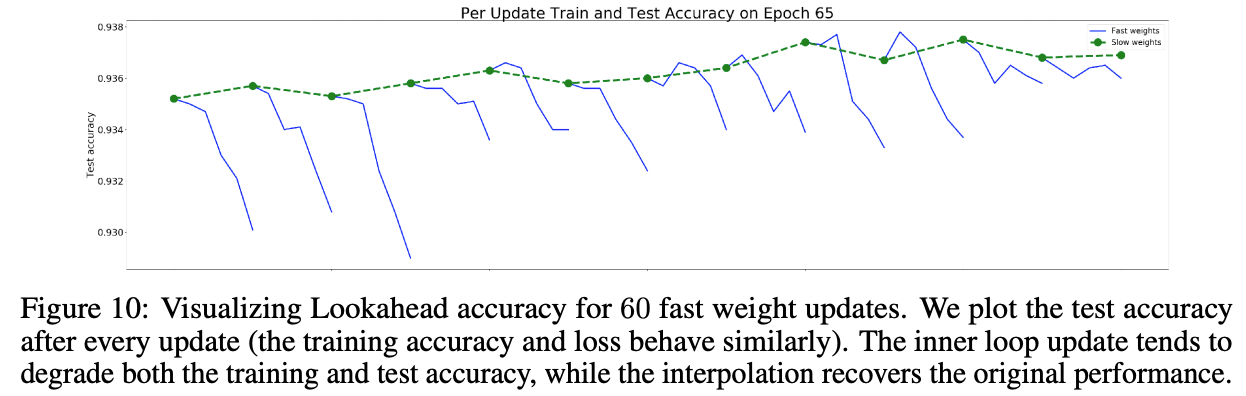 Per Update Train and Test Accuracy on Epoch 65
0.938
0.936
0.934
0.932
0.930
Test accuracy
Fast weights
Slow weights
Figure 10: Visualizing Lookahead accuracy for 60 fast weight updates. We plot the test accuracy
after every update (the training accuracy and loss behave similarly). The inner loop update tends to
degrade both the training and test accuracy, while the interpolation recovers the original performance.